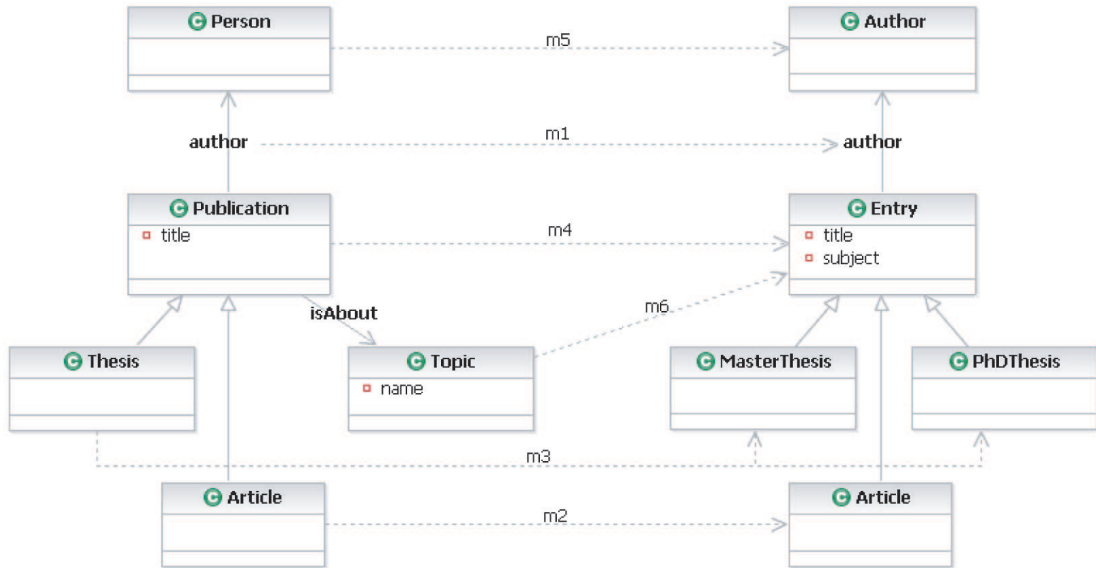 Person
Author
m5
author
m1
author
Publication
Entry
title
m4
title
subject
isAbout
m6
Thesis
Topic
MasterThesis
PhDThesis
name
m3
Article
Article
m2